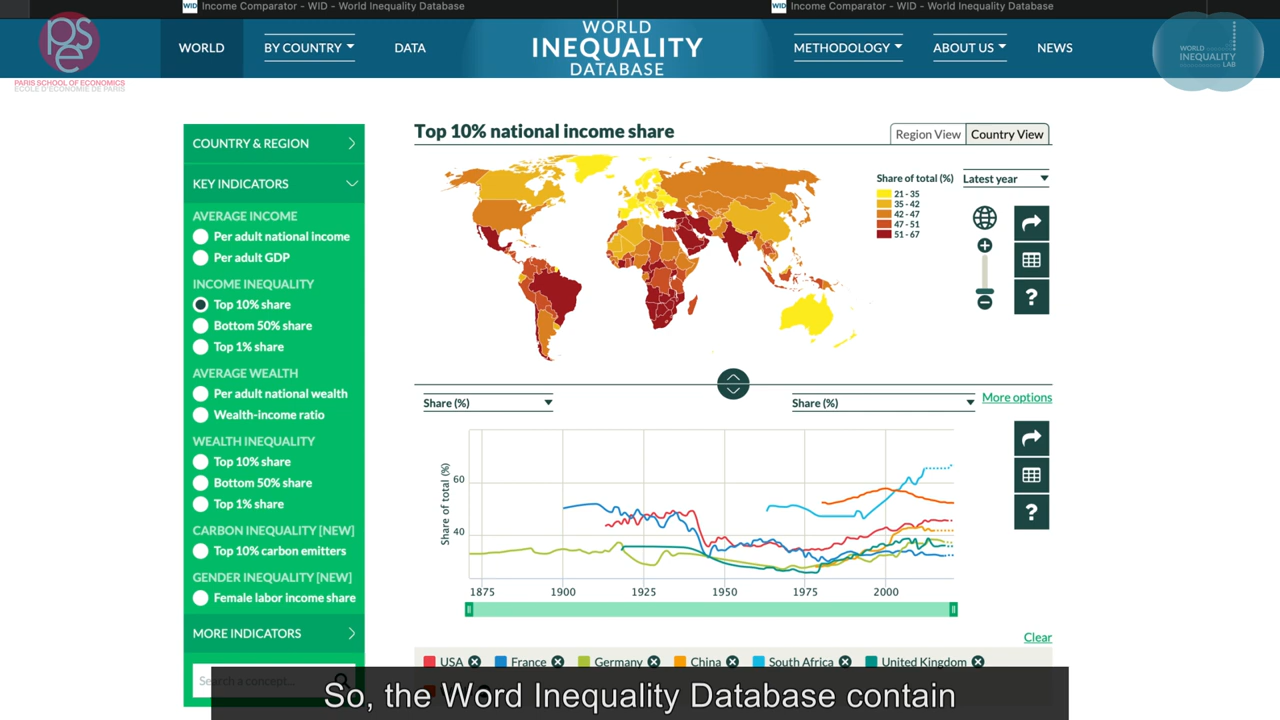 Income Comparator - WID - World Inequality Database
Income Comparator - WID - World Inequality Database
PSE
PARIS SCHOOL OF ECONOMICS
ECOLE D'ECONOMIE DE PARIS
WORLD
BY COUNTRY
DATA
WORLD
INEQUALITY
DATABASE
METHODOLOGY
ABOUT US
NEWS
WORLD
INEQUALITY
LAB
COUNTRY & REGION
KEY INDICATORS
AVERAGE INCOME
Per adult national income
Per adult GDP
INCOME INEQUALITY
Top 10% share
Bottom 50% share
Top 1% share
AVERAGE WEALTH
Per adult national wealth
Wealth-income ratio
WEALTH INEQUALITY
Top 10% share
Bottom 50% share
Top 1% share
CARBON INEQUALITY [NEW]
Top 10% carbon emitters
GENDER INEQUALITY [NEW]
Female labor income share
MORE INDICATORS
Search a concept...
Top 10% national income share
Region View
Country View
Share of total (%)
21 - 35
35 - 42
42 - 47
47 - 51
51 - 67
Latest year
?
Share (%)
Share (%)
More options
Share of total (%)
60
40
1875 1900 1925 1950 1975 2000
?
Clear
USA France Germany China South Africa United Kingdom
So, the Word Inequality Database contain